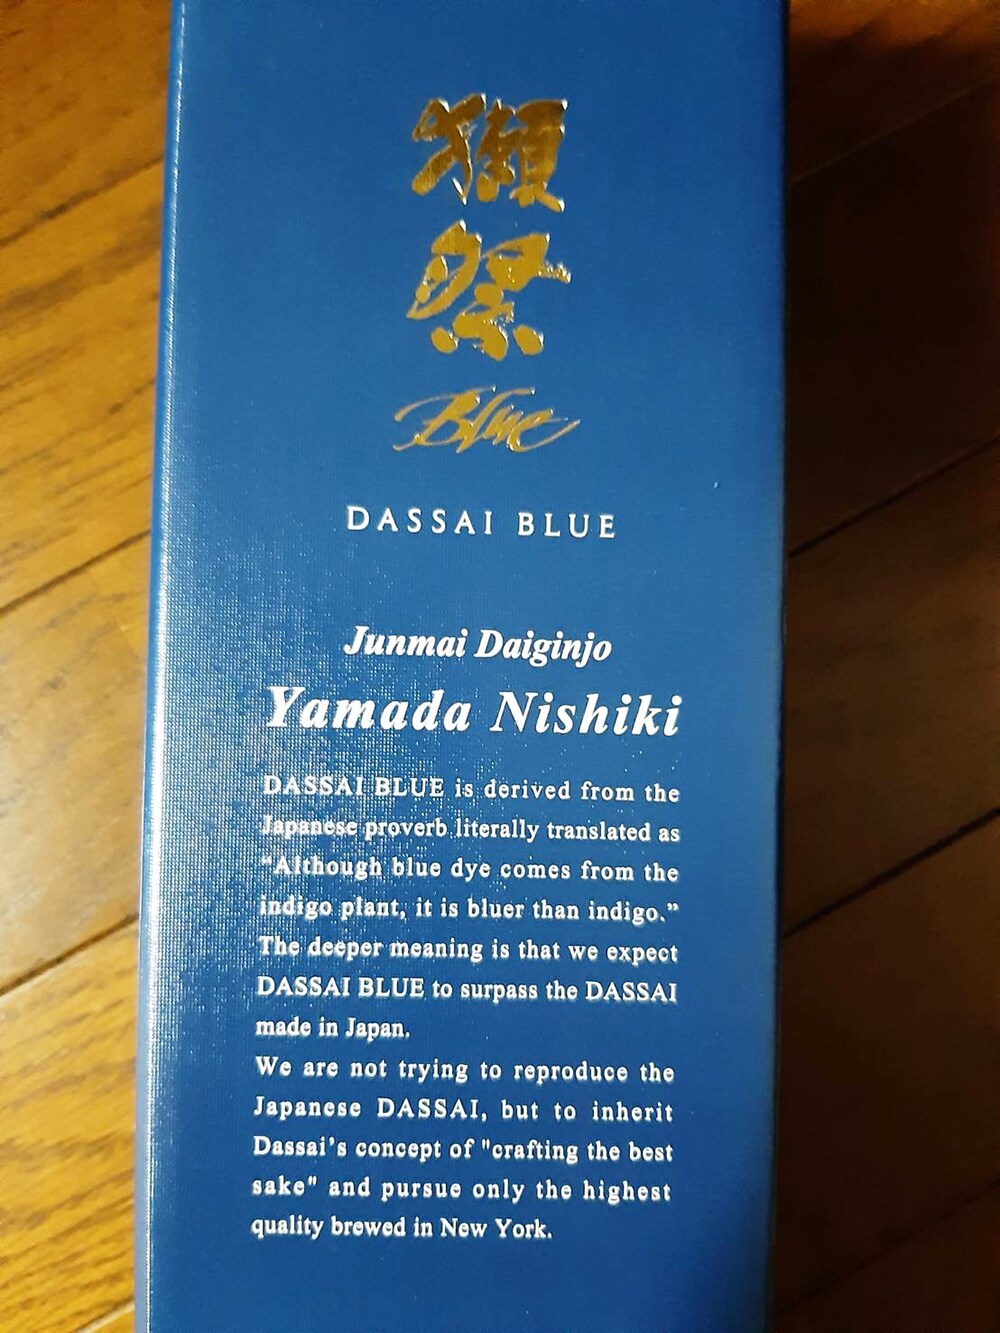 獺
祭
Blue
DASSAI BLUE
Junmai Daiginjo
Yamada Nishiki
DASSAI BLUE is derived from the
Japanese proverb literally translated as
“Although blue dye comes from the
indigo plant, it is bluer than indigo.”
The deeper meaning is that we expect
DASSAI BLUE to surpass the DASSAI
made in Japan.
We are not trying to reproduce the
Japanese DASSAI, but to inherit
Dassai’s concept of "crafting the best
sake" and pursue only the highest
quality brewed in New York.